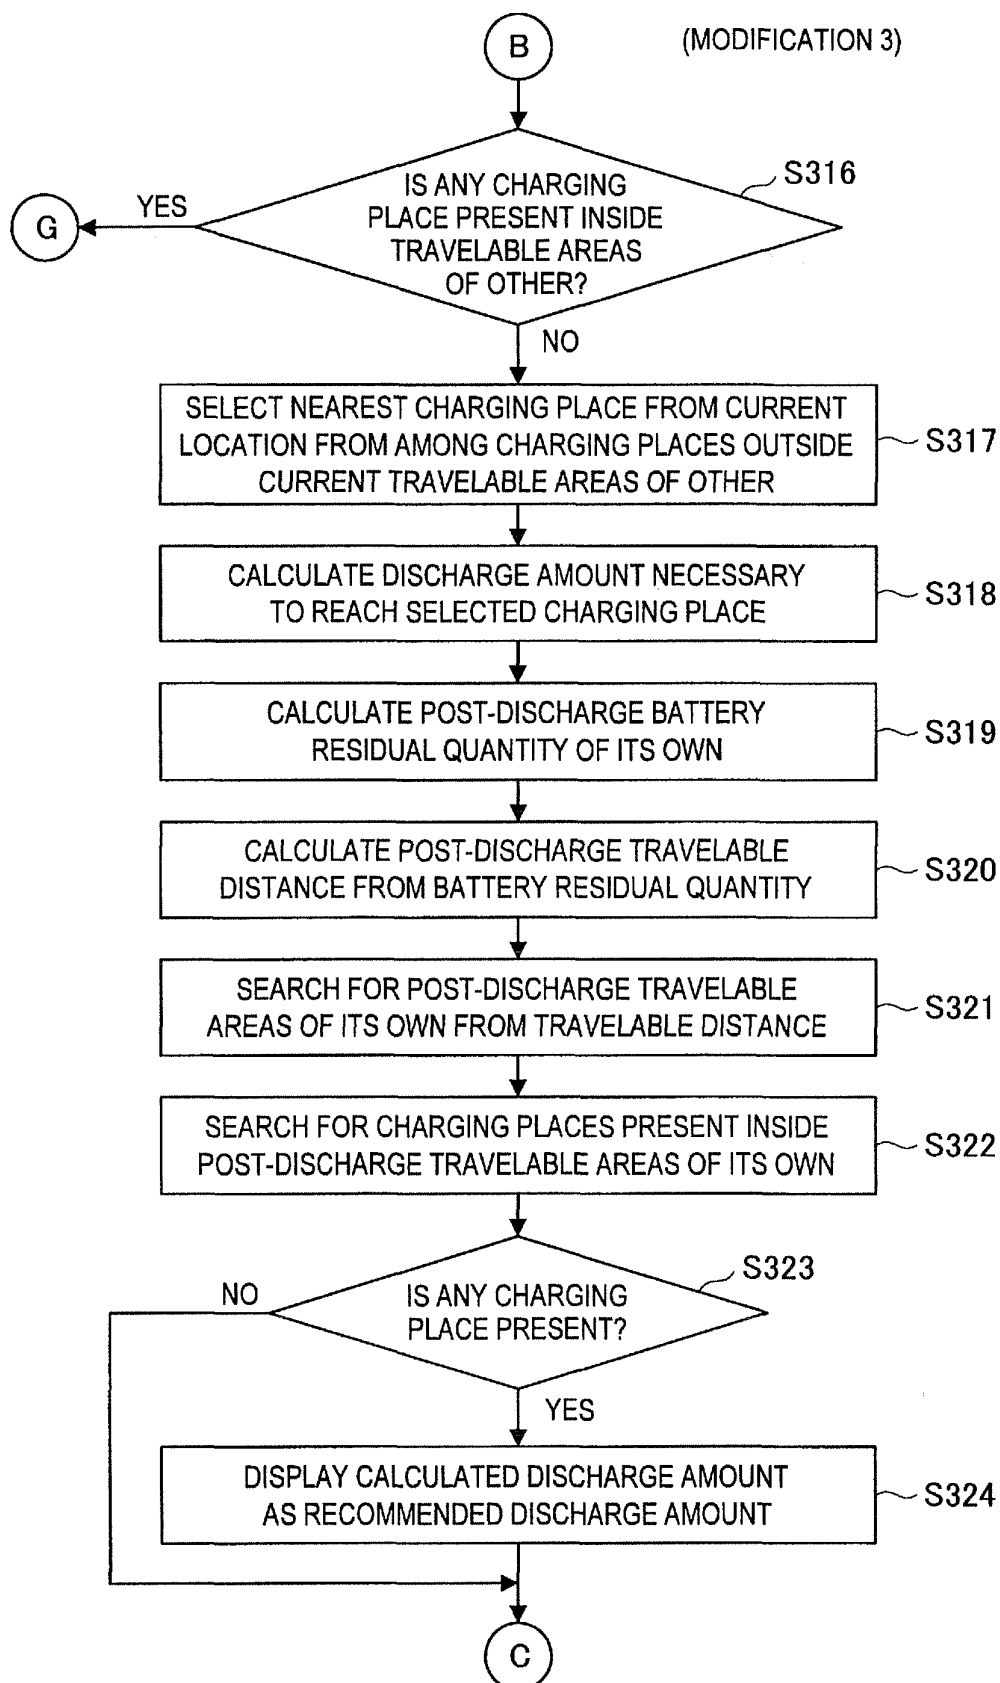 B
(MODIFICATION 3)
IS ANY CHARGING
PLACE PRESENT INSIDE
TRAVELABLE AREAS
OF OTHER?
S316
YES
G
NO
SELECT NEAREST CHARGING PLACE FROM CURRENT
LOCATION FROM AMONG CHARGING PLACES OUTSIDE
CURRENT TRAVELABLE AREAS OF OTHER
S317
CALCULATE DISCHARGE AMOUNT NECESSARY
TO REACH SELECTED CHARGING PLACE
S318
CALCULATE POST-DISCHARGE BATTERY
RESIDUAL QUANTITY OF ITS OWN
S319
CALCULATE POST-DISCHARGE TRAVELABLE
DISTANCE FROM BATTERY RESIDUAL QUANTITY
S320
SEARCH FOR POST-DISCHARGE TRAVELABLE
AREAS OF ITS OWN FROM TRAVELABLE DISTANCE
S321
SEARCH FOR CHARGING PLACES PRESENT INSIDE
POST-DISCHARGE TRAVELABLE AREAS OF ITS OWN
S322
IS ANY CHARGING
PLACE PRESENT?
S323
NO
YES
DISPLAY CALCULATED DISCHARGE AMOUNT
AS RECOMMENDED DISCHARGE AMOUNT
S324
C